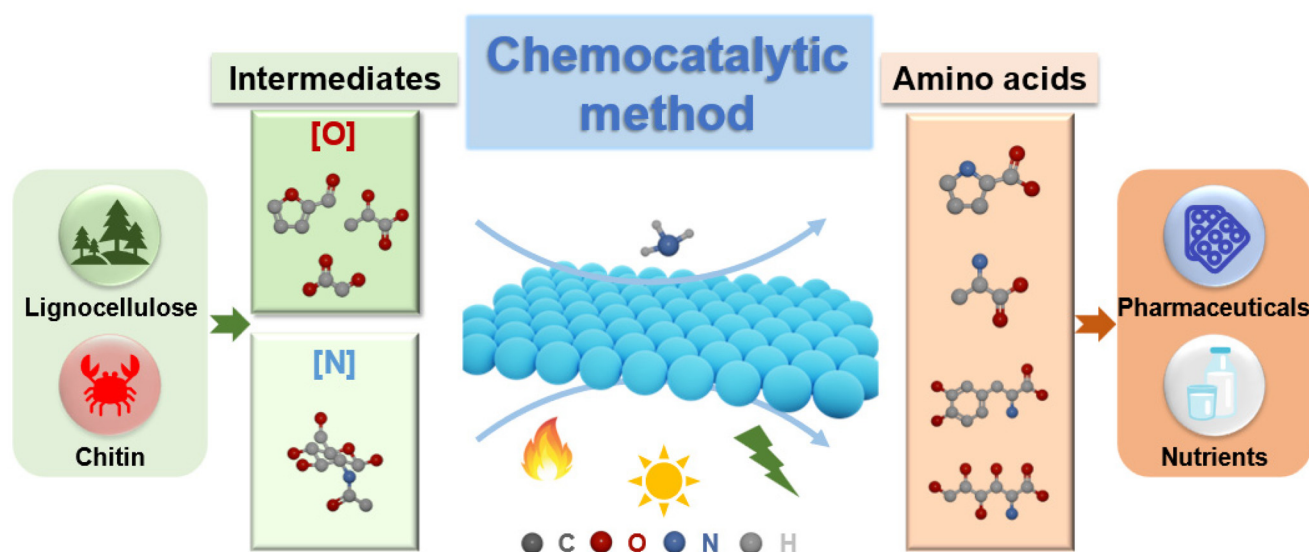 Chemocatalytic
method
Intermediates
Amino acids
[O]
Lignocellulose
Chitin
[N]
Pharmaceuticals
Nutrients
C O N H